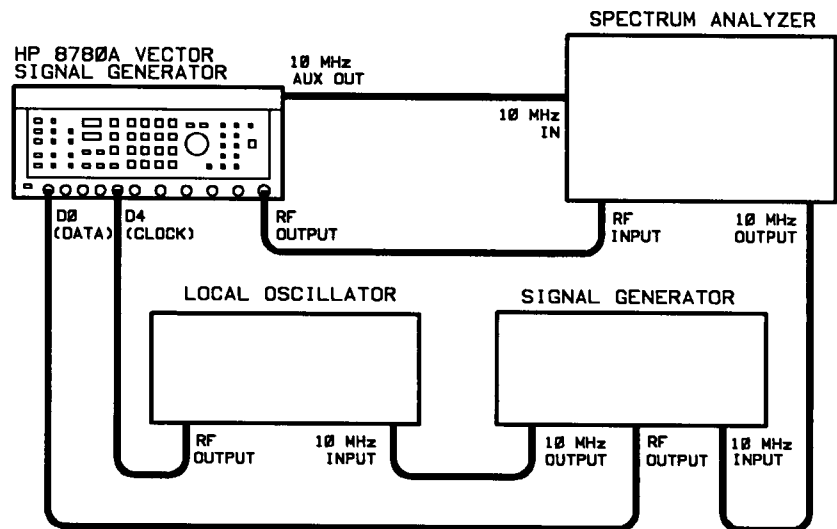 SPECTRUM ANALYZER
HP 8780A VECTOR
SIGNAL GENERATOR
10 MHz
AUX OUT
10 MHz
IN
D0
(DATA)
D4
(CLOCK)
RF
OUTPUT
RF
INPUT
10 MHz
OUTPUT
LOCAL OSCILLATOR
SIGNAL GENERATOR
RF
OUTPUT
10 MHz
INPUT
10 MHz
OUTPUT
RF
OUTPUT
10 MHz
INPUT